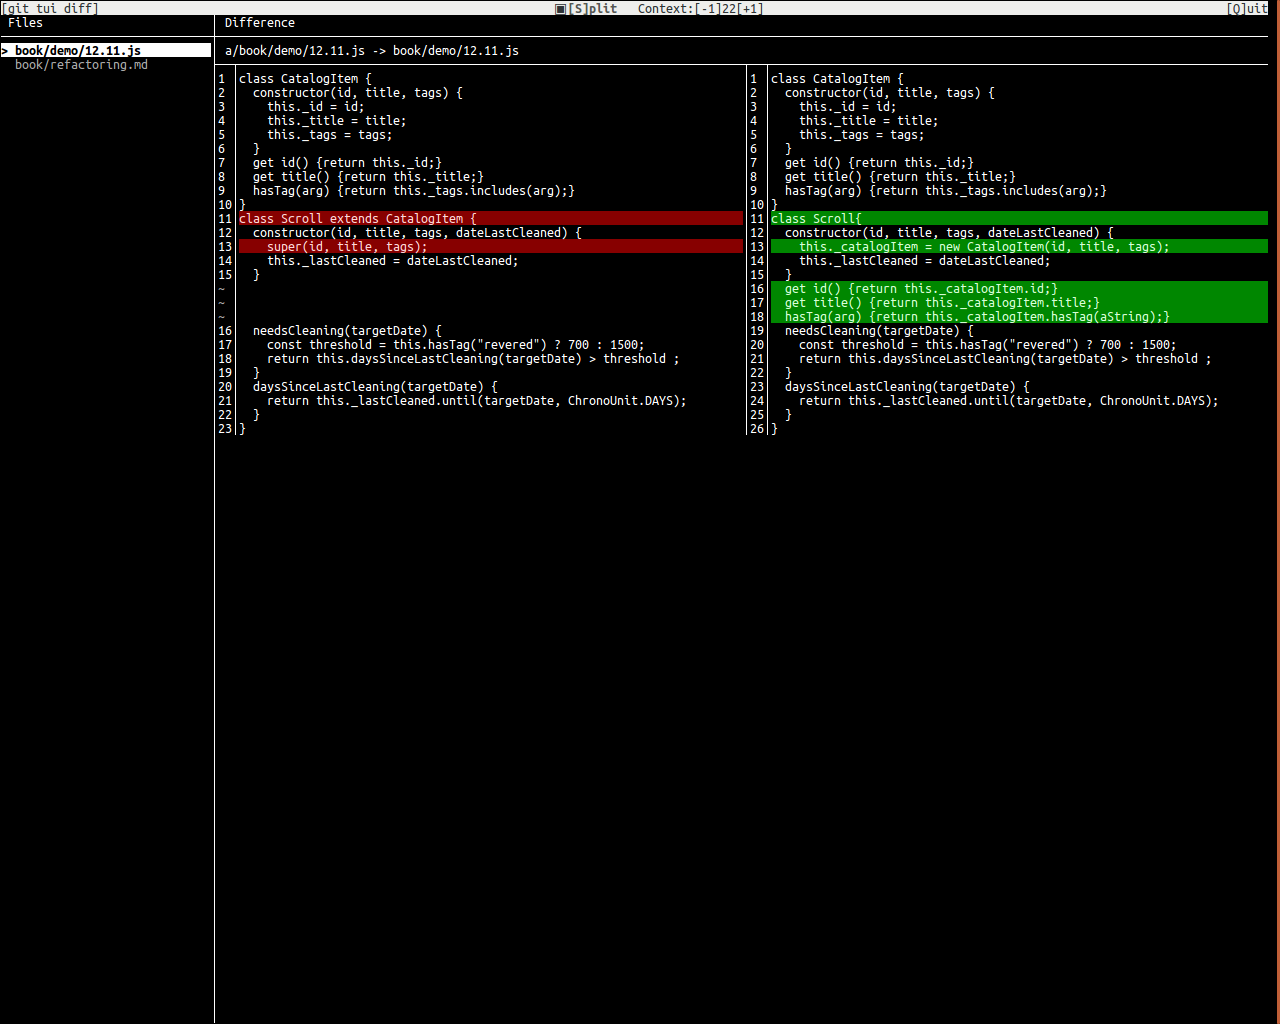 [git tui diff] ▣[S]plit Context:[-1]22[+1] [Q]uit
Files
> book/demo/12.11.js
book/refactoring.md
Difference
a/book/demo/12.11.js -> book/demo/12.11.js
1 class CatalogItem {
2   constructor(id, title, tags) {
3     this._id = id;
4     this._title = title;
5     this._tags = tags;
6   }
7   get id() {return this._id;}
8   get title() {return this._title;}
9   hasTag(arg) {return this._tags.includes(arg);}
10 }
11 class Scroll extends CatalogItem {
12   constructor(id, title, tags, dateLastCleaned) {
13     super(id, title, tags);
14     this._lastCleaned = dateLastCleaned;
15   }
~
~
~
16   needsCleaning(targetDate) {
17     const threshold = this.hasTag("revered") ? 700 : 1500;
18     return this.daysSinceLastCleaning(targetDate) > threshold ;
19   }
20   daysSinceLastCleaning(targetDate) {
21     return this._lastCleaned.until(targetDate, ChronoUnit.DAYS);
22   }
23 }
1 class CatalogItem {
2   constructor(id, title, tags) {
3     this._id = id;
4     this._title = title;
5     this._tags = tags;
6   }
7   get id() {return this._id;}
8   get title() {return this._title;}
9   hasTag(arg) {return this._tags.includes(arg);}
10 }
11 class Scroll{
12   constructor(id, title, tags, dateLastCleaned) {
13     this._catalogItem = new CatalogItem(id, title, tags);
14     this._lastCleaned = dateLastCleaned;
15   }
16   get id() {return this._catalogItem.id;}
17   get title() {return this._catalogItem.title;}
18   hasTag(arg) {return this._catalogItem.hasTag(aString);}
19   needsCleaning(targetDate) {
20     const threshold = this.hasTag("revered") ? 700 : 1500;
21     return this.daysSinceLastCleaning(targetDate) > threshold ;
22   }
23   daysSinceLastCleaning(targetDate) {
24     return this._lastCleaned.until(targetDate, ChronoUnit.DAYS);
25   }
26 }